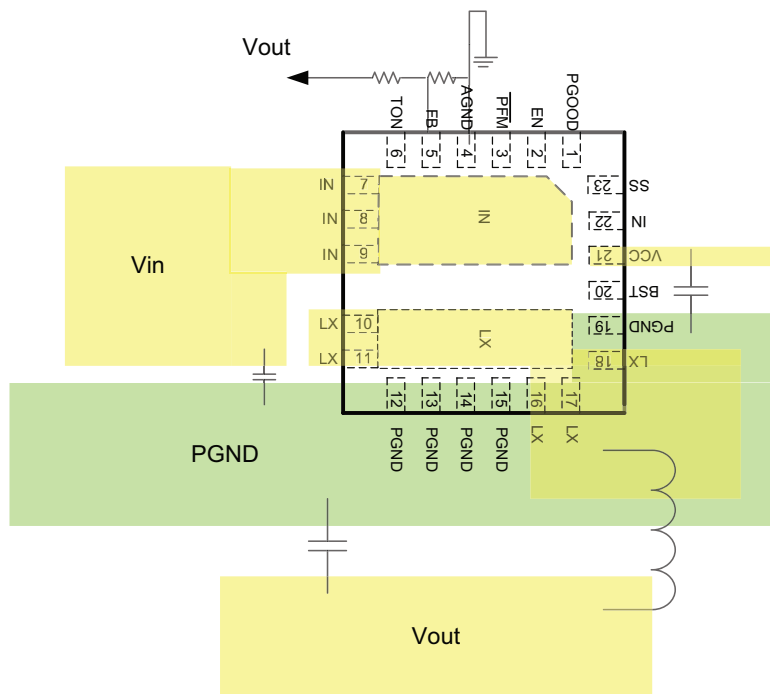 Vout
TON
FB
AGND
PFM
EN
PGOOD
6
5
4
3
2
1
IN 7
IN 8
IN 9
IN
23 SS
22 IN
21 VCC
20 BST
19 PGND
18 LX
Vin
LX 10
LX 11
LX
12
13
14
15
16
17
PGND
PGND
PGND
PGND
LX
LX
PGND
Vout